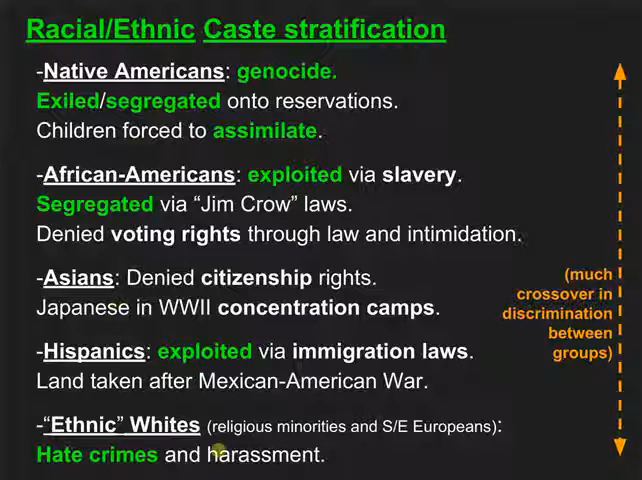 Racial/Ethnic Caste stratification
-Native Americans: genocide.
Exiled/segregated onto reservations.
Children forced to assimilate.
-African-Americans: exploited via slavery.
Segregated via “Jim Crow” laws.
Denied voting rights through law and intimidation.
-Asians: Denied citizenship rights.
Japanese in WWII concentration camps.
-Hispanics: exploited via immigration laws.
Land taken after Mexican-American War.
-“Ethnic” Whites (religious minorities and S/E Europeans):
Hate crimes and harassment.
(much
crossover in
discrimination
between
groups)